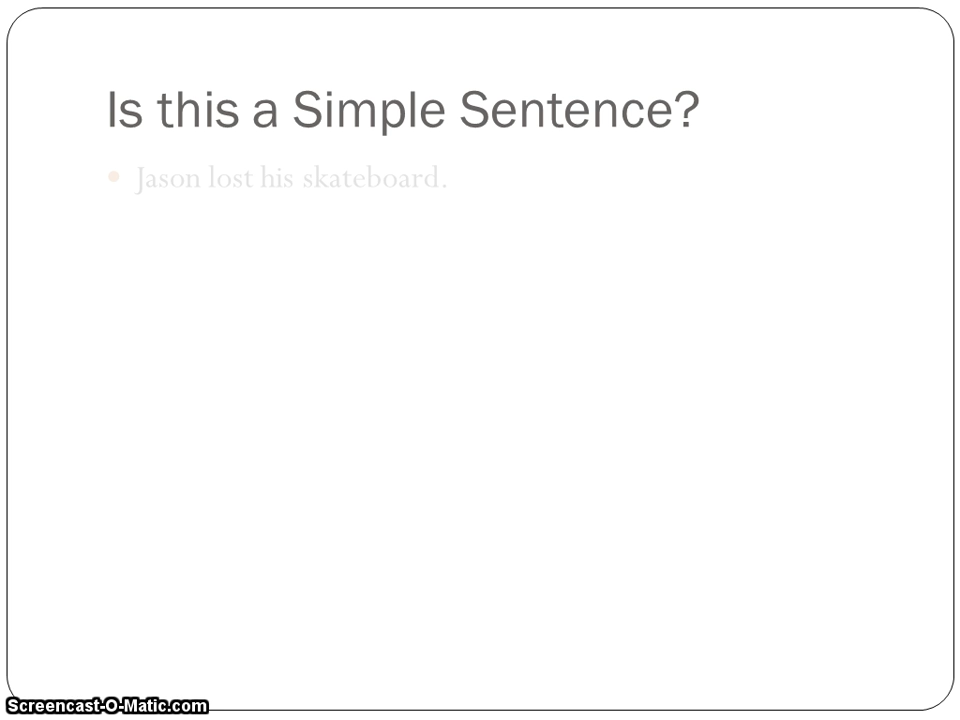 Is this a Simple Sentence?
Jason lost his skateboard.
Screencast-O-Matic.com